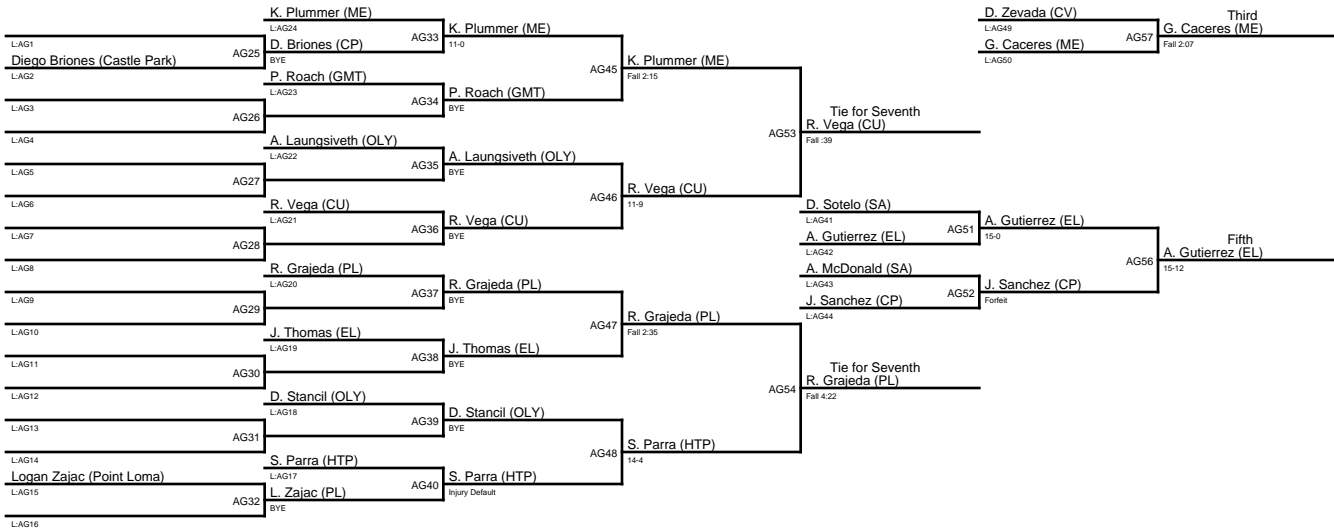 L:AG1
Diego Briones (Castle Park)
L:AG2
L:AG3
L:AG4
L:AG5
L:AG6
L:AG7
L:AG8
L:AG9
L:AG10
L:AG11
L:AG12
L:AG13
L:AG14
Logan Zajac (Point Loma)
L:AG15
L:AG16
AG25
AG26
AG27
AG28
AG29
AG30
AG31
AG32
K. Plummer (ME)
L:AG24
D. Briones (CP)
BYE
P. Roach (GMT)
L:AG23
A. Laungsiveth (OLY)
L:AG22
R. Vega (CU)
L:AG21
R. Grajeda (PL)
L:AG20
J. Thomas (EL)
L:AG19
D. Stancil (OLY)
L:AG18
S. Parra (HTP)
L:AG17
L. Zajac (PL)
BYE
AG33
AG34
AG35
AG36
AG37
AG38
AG39
AG40
K. Plummer (ME)
11-0
P. Roach (GMT)
BYE
A. Laungsiveth (OLY)
BYE
R. Vega (CU)
BYE
R. Grajeda (PL)
BYE
J. Thomas (EL)
BYE
D. Stancil (OLY)
BYE
S. Parra (HTP)
Injury Default
AG45
AG46
AG47
AG48
K. Plummer (ME)
Fall 2:15
R. Vega (CU)
11-9
R. Grajeda (PL)
Fall 2:35
S. Parra (HTP)
14-4
AG53
AG54
Tie for Seventh
R. Vega (CU)
Fall :39
D. Sotelo (SA)
L:AG41
A. Gutierrez (EL)
L:AG42
A. McDonald (SA)
L:AG43
J. Sanchez (CP)
L:AG44
Tie for Seventh
R. Grajeda (PL)
Fall 4:22
AG51
AG52
D. Zevada (CV)
L:AG49
G. Caceres (ME)
L:AG50
A. Gutierrez (EL)
15-0
J. Sanchez (CP)
Forfeit
AG57
AG56
Third
G. Caceres (ME)
Fall 2:07
Fifth
A. Gutierrez (EL)
15-12